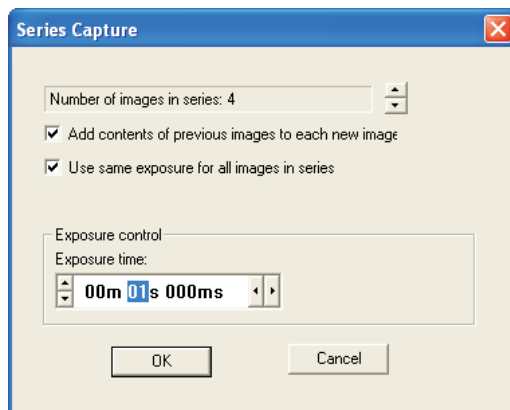 Series Capture
Number of images in series: 4
Add contents of previous images to each new image
Use same exposure for all images in series
Exposure control
Exposure time:
00m 01s 000ms
OK
Cancel